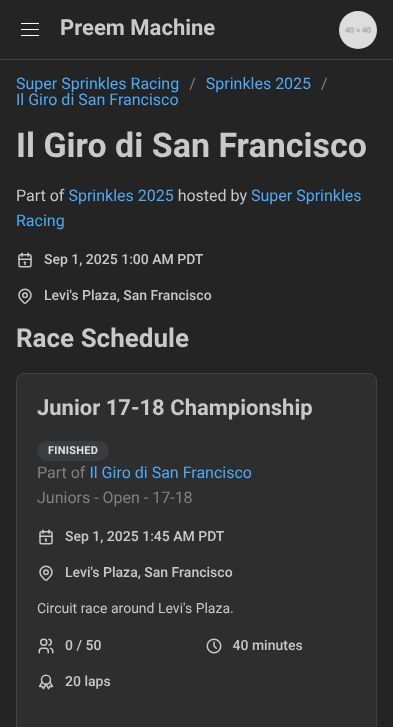 Preem Machine
40 × 40
Super Sprinkles Racing / Sprinkles 2025 /
Il Giro di San Francisco
Il Giro di San Francisco
Part of Sprinkles 2025 hosted by Super Sprinkles
Racing
Sep 1, 2025 1:00 AM PDT
Levi's Plaza, San Francisco
Race Schedule
Junior 17-18 Championship
FINISHED
Part of Il Giro di San Francisco
Juniors - Open - 17-18
Sep 1, 2025 1:45 AM PDT
Levi's Plaza, San Francisco
Circuit race around Levi's Plaza.
0 / 50 40 minutes
20 laps